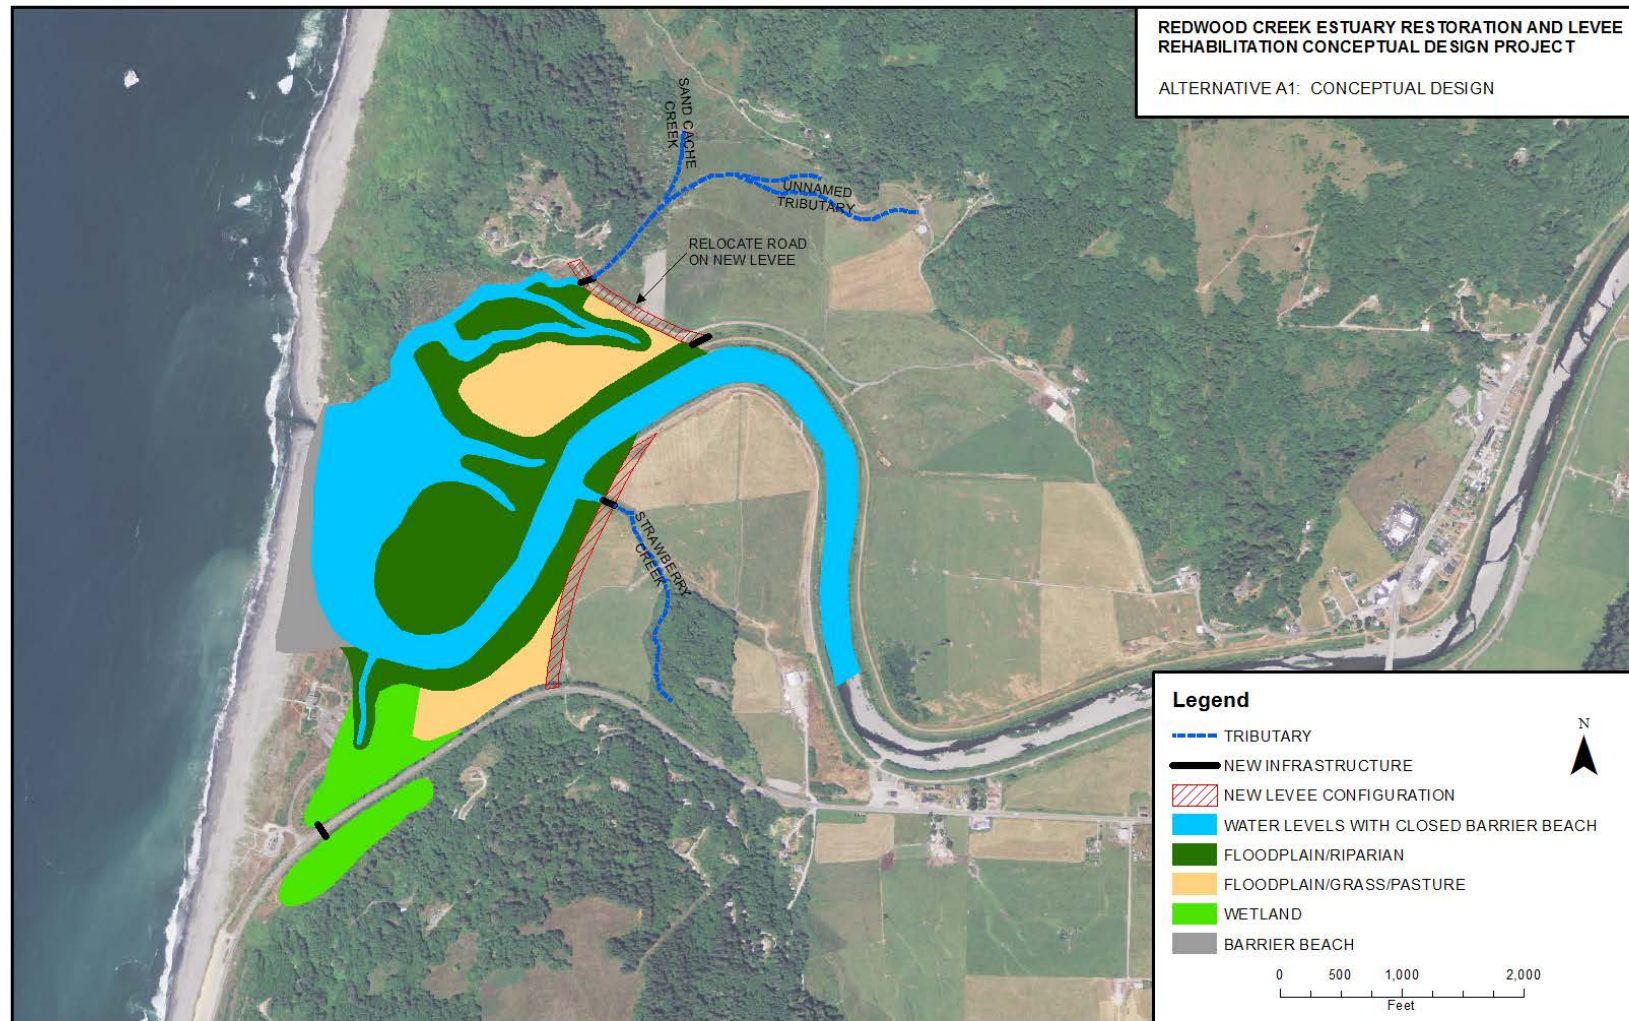 REDWOOD CREEK ESTUARY RESTORATION AND LEVEE
REHABILITATION CONCEPTUAL DESIGN PROJECT
ALTERNATIVE A1: CONCEPTUAL DESIGN
SAND CACHE
CREEK
UNNAMED
TRIBUTARY
RELOCATE ROAD
ON NEW LEVEE
STRAWBERRY
CREEK
Legend
TRIBUTARY
NEW INFRASTRUCTURE
NEW LEVEE CONFIGURATION
WATER LEVELS WITH CLOSED BARRIER BEACH
FLOODPLAIN/RIPARIAN
FLOODPLAIN/GRASS/PASTURE
WETLAND
BARRIER BEACH
N
0 500 1,000 2,000
Feet